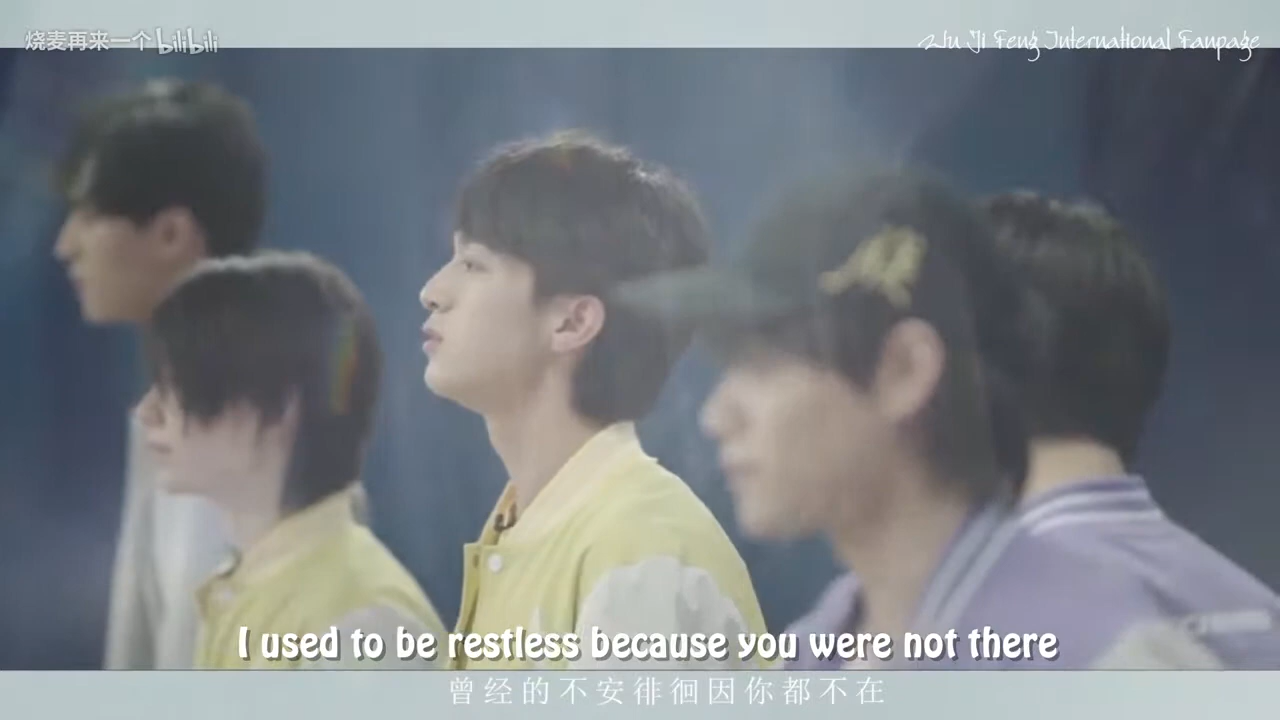 烧麦再来一个 bilibili
Wu Ji Feng International Fanpage
I used to be restless because you were not there
曾经的不安徘徊因你都不在